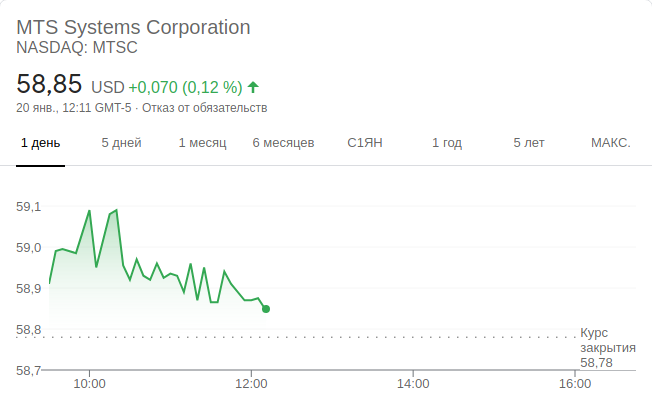 MTS Systems Corporation
NASDAQ: MTSC
58,85 USD +0,070 (0,12 %)
20 янв., 12:11 GMT-5 · Отказ от обязательств
1 день 5 дней 1 месяц 6 месяцев С1ЯН 1 год 5 лет МАКС.
59,1
59,0
58,9
58,8
58,7
Курс
закрытия
58,78
10:00 12:00 14:00 16:00